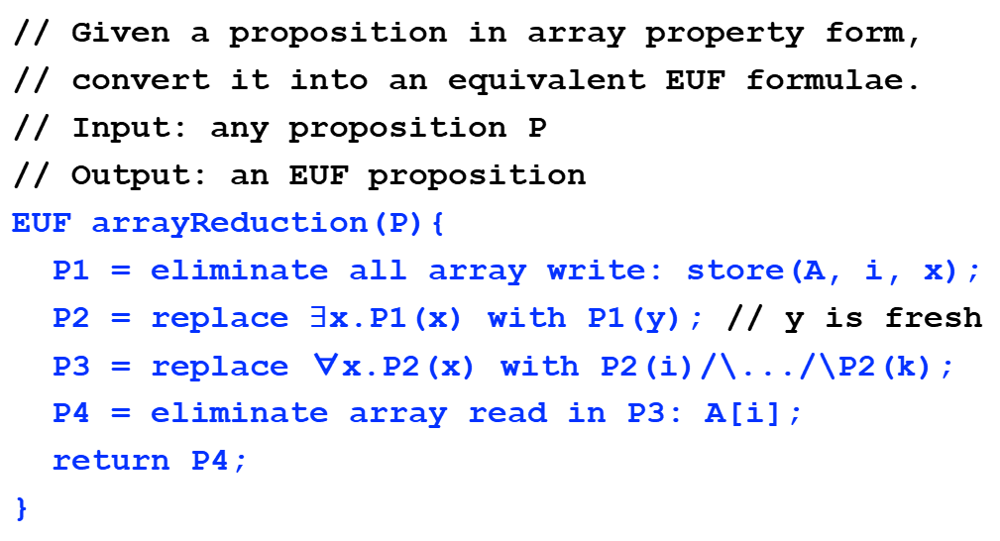 // Given a proposition in array property form,
// convert it into an equivalent EUF formulae.
// Input: any proposition P
// Output: an EUF proposition
EUF arrayReduction(P){
  P1 = eliminate all array write: store(A, i, x);
  P2 = replace ∃x.P1(x) with P1(y); // y is fresh
  P3 = replace ∀x.P2(x) with P2(i)/\.../\P2(k);
  P4 = eliminate array read in P3: A[i];
  return P4;
}